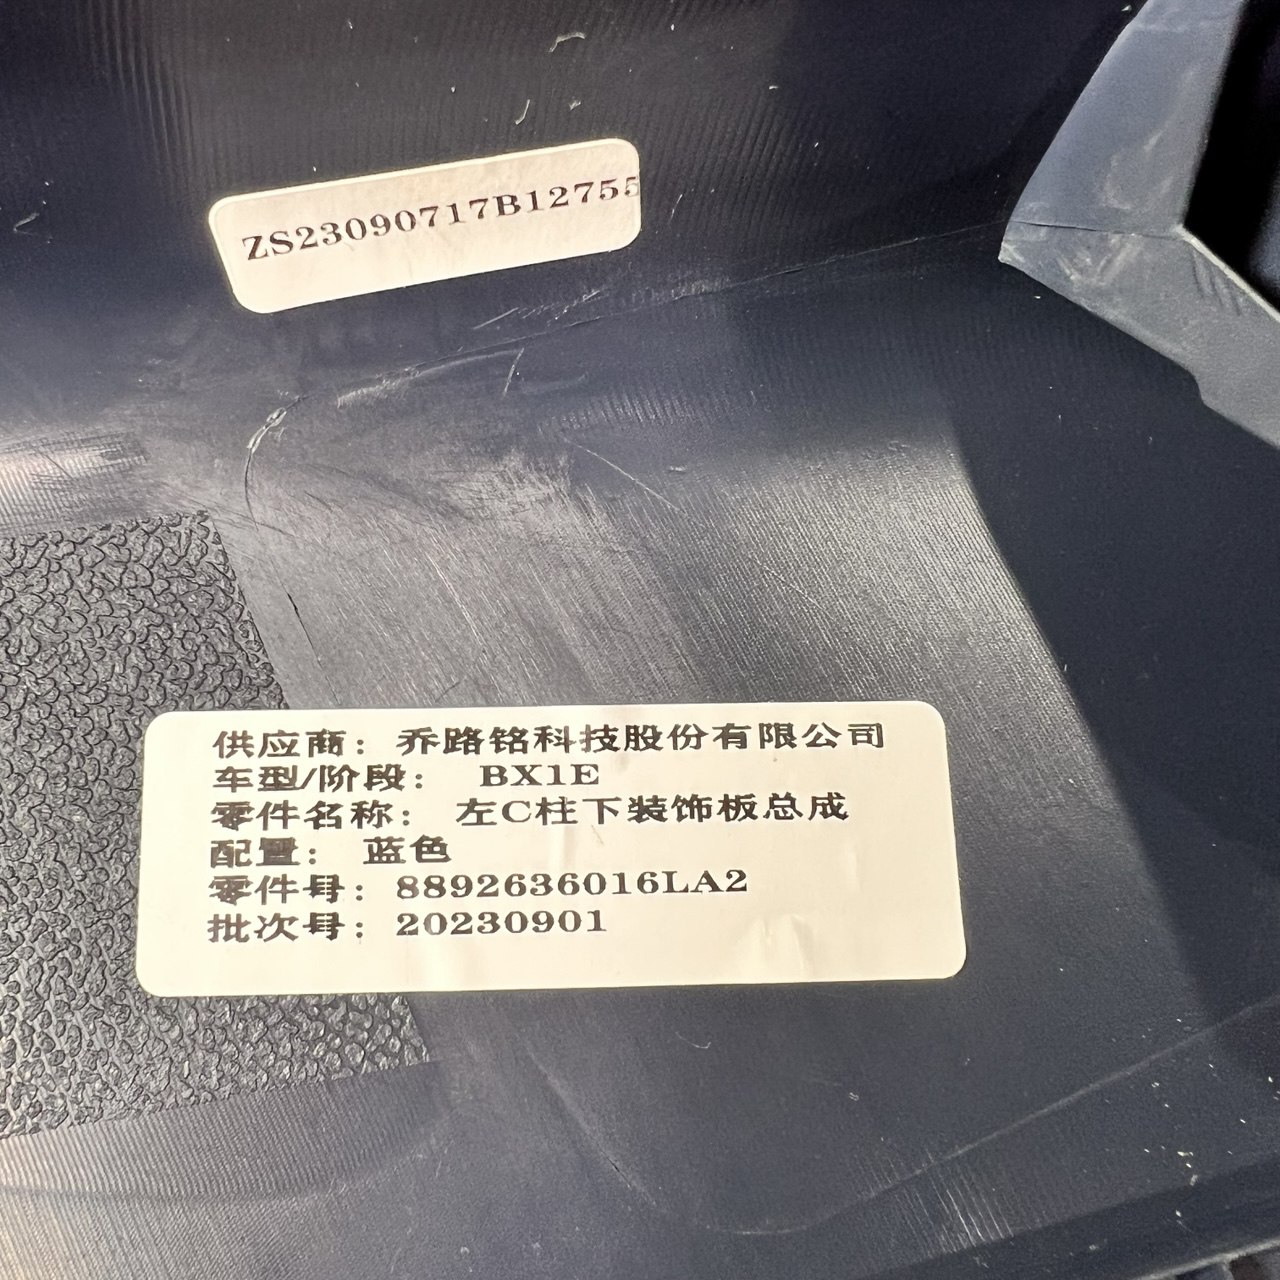 ZS23090717B12755
供应商：乔路铭科技股份有限公司
车型/阶段： BX1E
零件名称： 左C柱下装饰板总成
配置： 蓝色
零件号：8892636016LA2
批次号：20230901